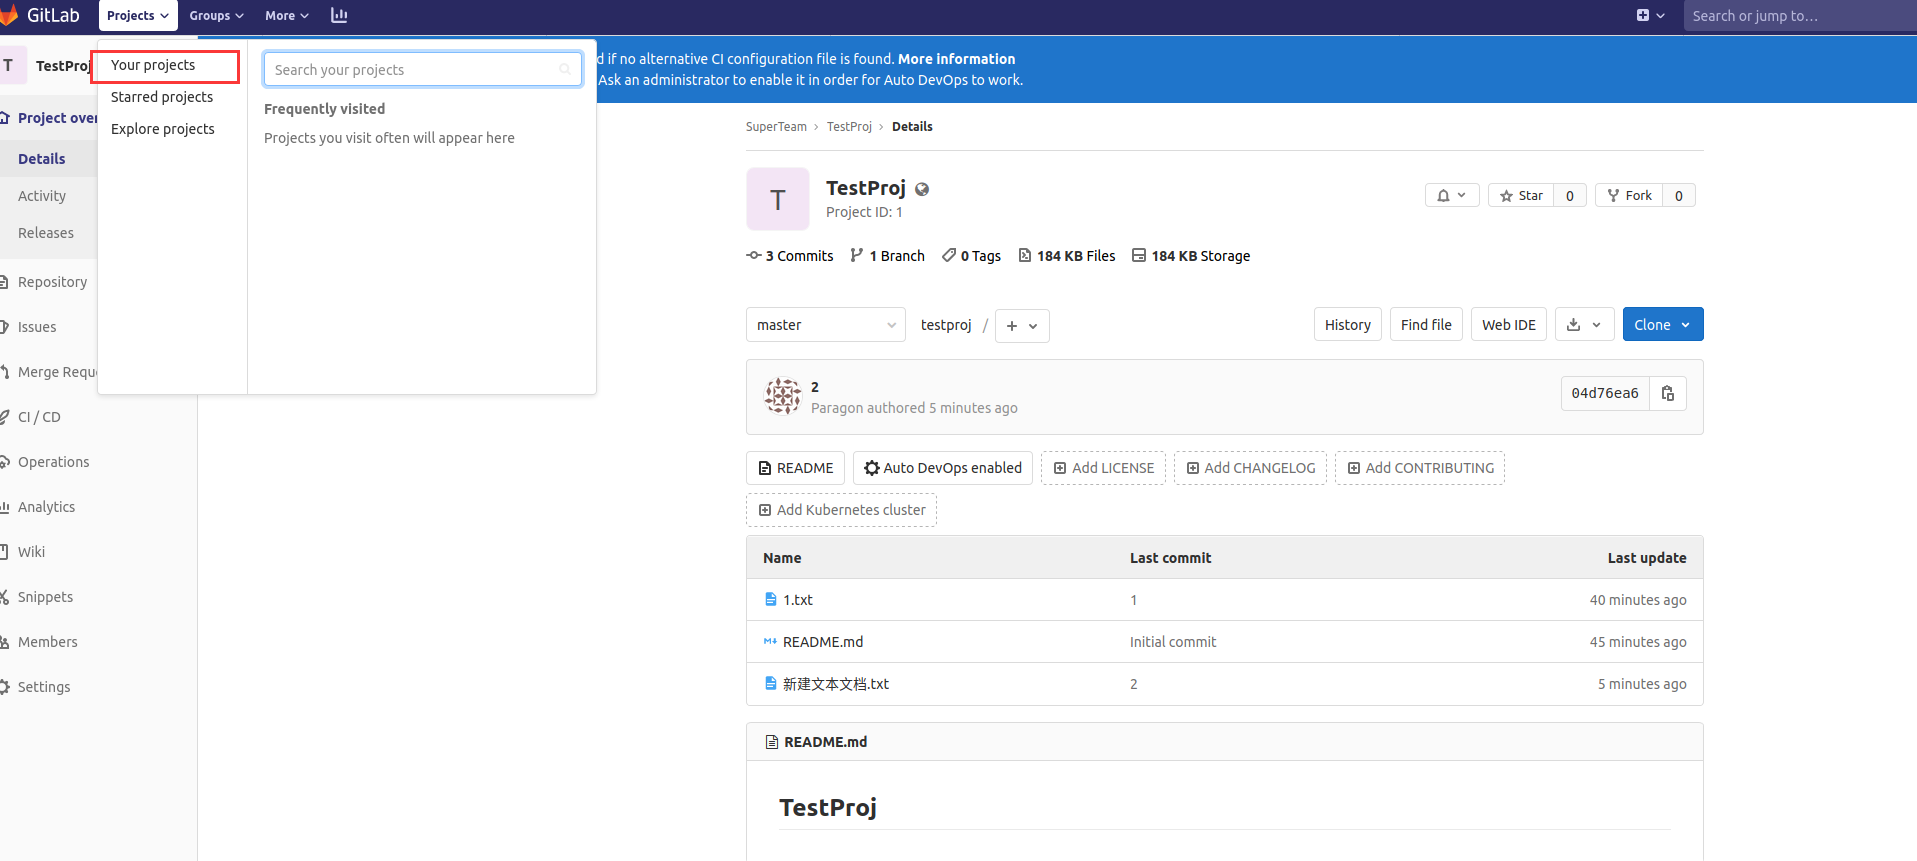 GitLab Projects Groups More Search or jump to…
T TestProj
Your projects
Starred projects
Explore projects
Search your projects
Frequently visited
Projects you visit often will appear here
if no alternative CI configuration file is found. More information
Ask an administrator to enable it in order for Auto DevOps to work.
Project over
Details
Activity
Releases
Repository
Issues
Merge Requ
CI / CD
Operations
Analytics
Wiki
Snippets
Members
Settings
SuperTeam › TestProj › Details
T
TestProj
Project ID: 1
Star 0 Fork 0
3 Commits 1 Branch 0 Tags 184 KB Files 184 KB Storage
master testproj / + History Find file Web IDE Clone
2
Paragon authored 5 minutes ago
04d76ea6
README Auto DevOps enabled Add LICENSE Add CHANGELOG Add CONTRIBUTING
Add Kubernetes cluster
Name Last commit Last update
1.txt 1 40 minutes ago
README.md Initial commit 45 minutes ago
新建文本文档.txt 2 5 minutes ago
README.md
TestProj